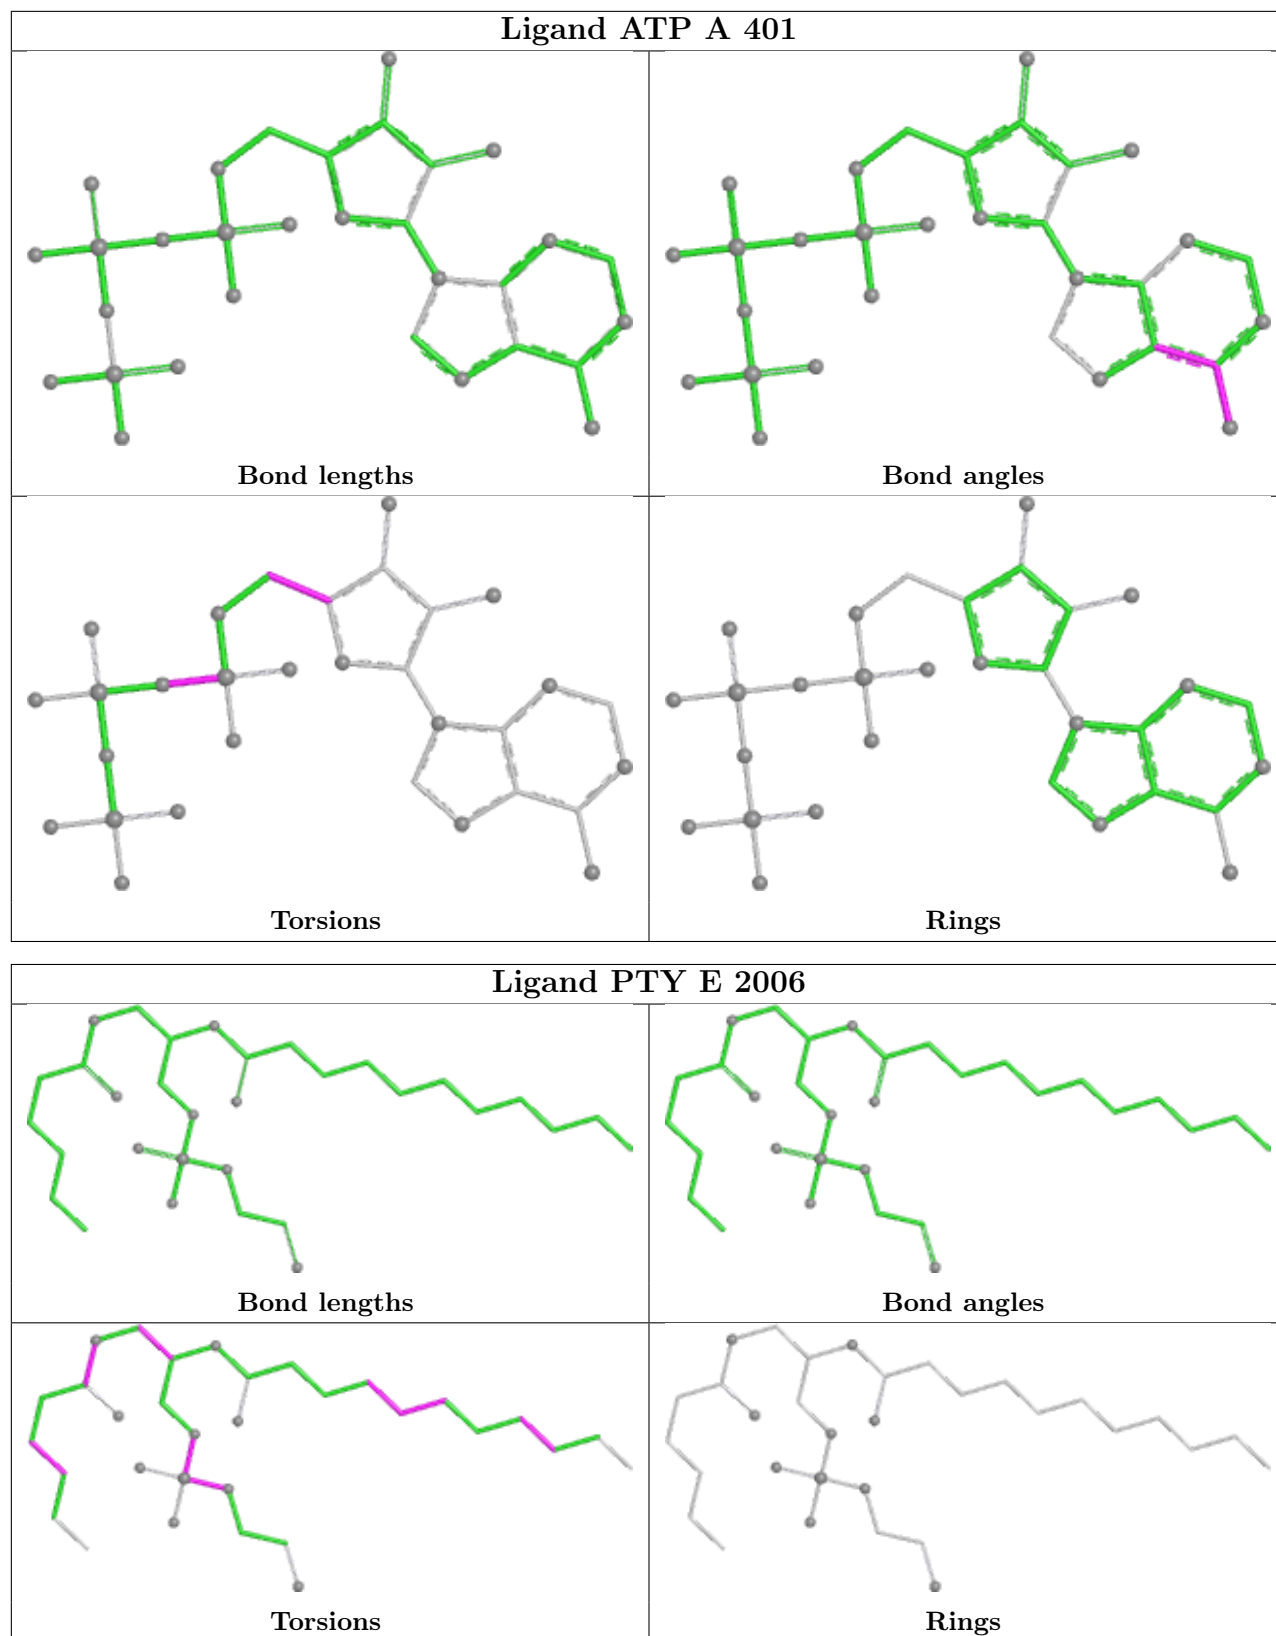 Ligand ATP A 401
Bond lengths
Bond angles
Torsions
Rings
Ligand PTY E 2006
Bond lengths
Bond angles
Torsions
Rings